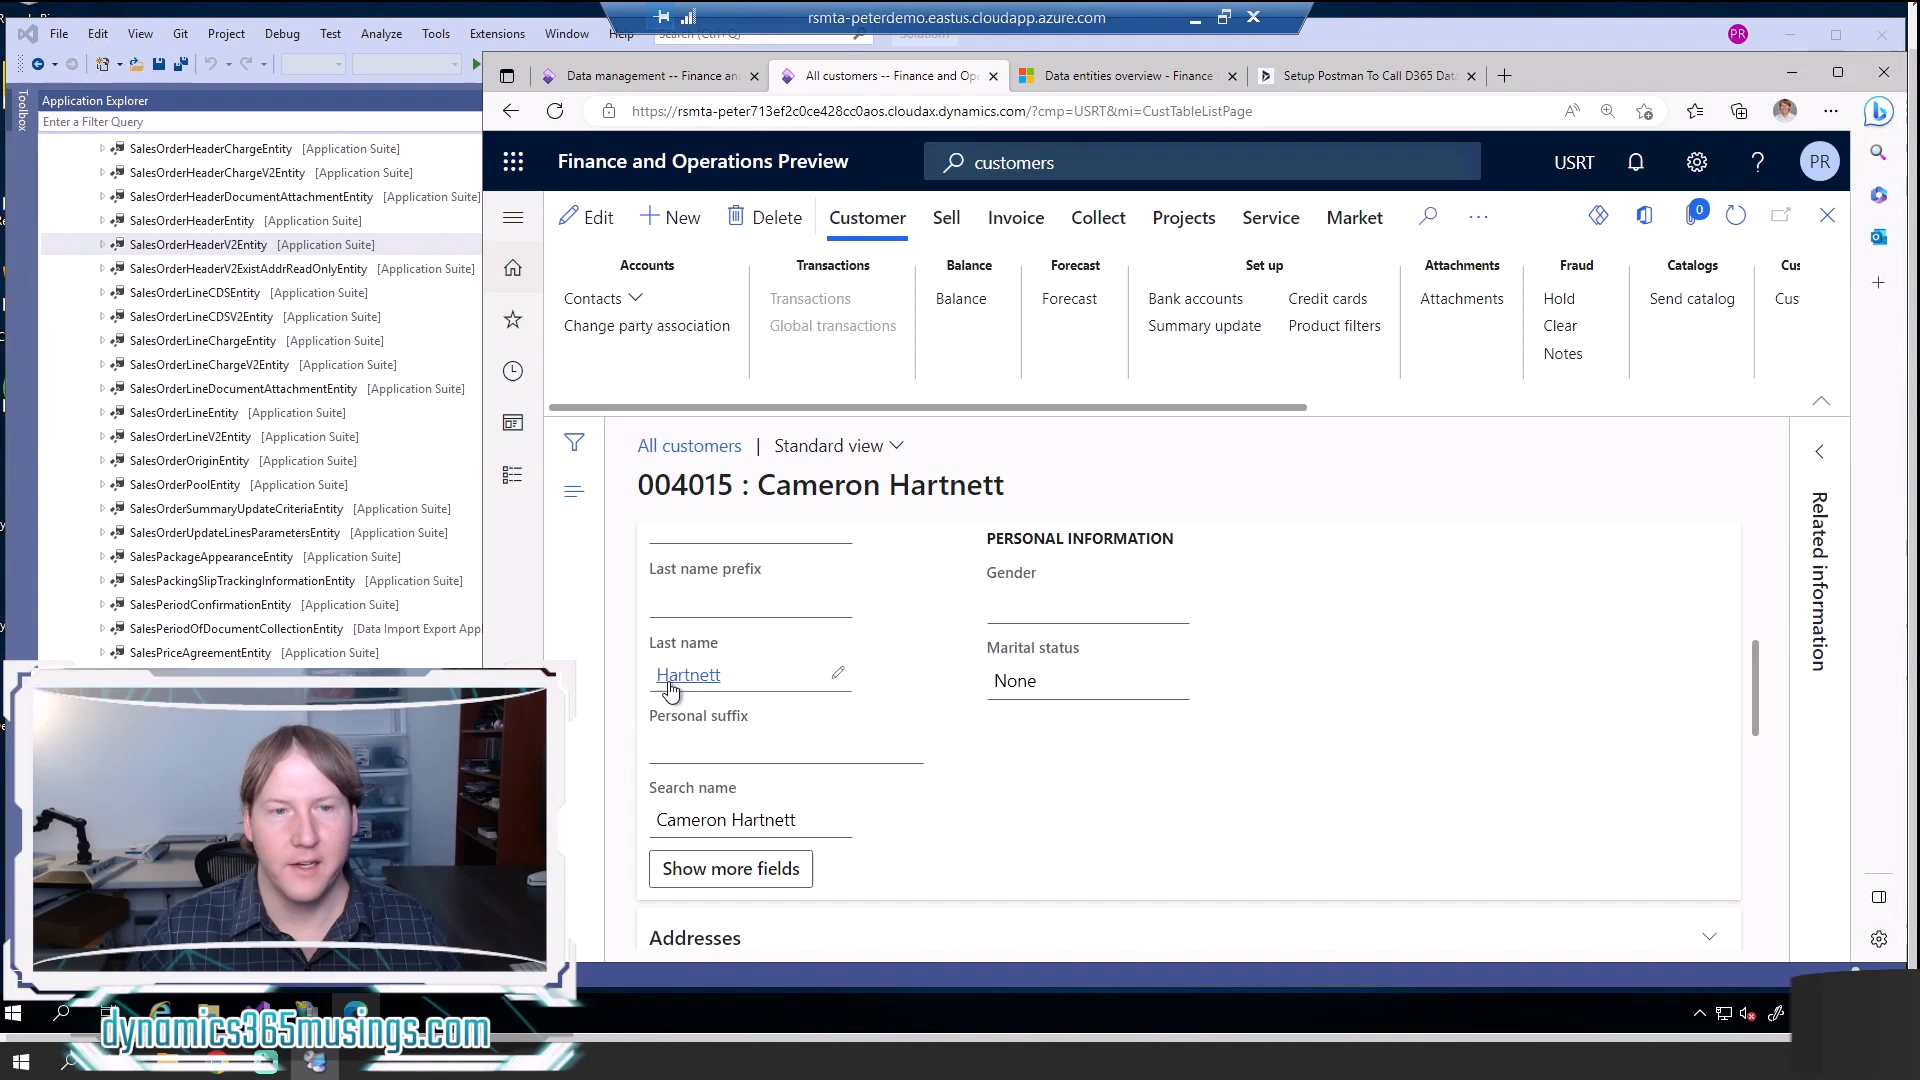 rsmta-peterdemo.eastus.cloudapp.azure.com
File Edit View Git Project Debug Test Analyze Tools Extensions Window Help Search (Ctrl+Q) Solution1 PR
Data management -- Finance an
All customers -- Finance and Op
Data entities overview - Finance
Setup Postman To Call D365 Dat
Toolbox
Application Explorer
Enter a Filter Query
https://rsmta-peter713ef2c0ce428cc0aos.cloudax.dynamics.com/?cmp=USRT&mi=CustTableListPage
SalesOrderHeaderChargeEntity [Application Suite]
SalesOrderHeaderChargeV2Entity [Application Suite]
SalesOrderHeaderDocumentAttachmentEntity [Application Suite]
SalesOrderHeaderEntity [Application Suite]
SalesOrderHeaderV2Entity [Application Suite]
SalesOrderHeaderV2ExistAddrReadOnlyEntity [Application Suite]
SalesOrderLineCDSEntity [Application Suite]
SalesOrderLineCDSV2Entity [Application Suite]
SalesOrderLineChargeEntity [Application Suite]
SalesOrderLineChargeV2Entity [Application Suite]
SalesOrderLineDocumentAttachmentEntity [Application Suite]
SalesOrderLineEntity [Application Suite]
SalesOrderLineV2Entity [Application Suite]
SalesOrderOriginEntity [Application Suite]
SalesOrderPoolEntity [Application Suite]
SalesOrderSummaryUpdateCriteriaEntity [Application Suite]
SalesOrderUpdateLinesParametersEntity [Application Suite]
SalesPackageAppearanceEntity [Application Suite]
SalesPackingSlipTrackingInformationEntity [Application Suite]
SalesPeriodConfirmationEntity [Application Suite]
SalesPeriodOfDocumentCollectionEntity [Data Import Export Appl
SalesPriceAgreementEntity [Application Suite]
Finance and Operations Preview
customers
USRT
PR
Edit New Delete Customer Sell Invoice Collect Projects Service Market
0
Accounts Transactions Balance Forecast Set up Attachments Fraud Catalogs Cus
Contacts Transactions Balance Forecast Bank accounts Credit cards Attachments Hold Send catalog Cus
Change party association Global transactions Summary update Product filters Clear
Notes
All customers | Standard view
004015 : Cameron Hartnett
Related information
PERSONAL INFORMATION
Last name prefix
Gender
Last name
Hartnett
Marital status
None
Personal suffix
Search name
Cameron Hartnett
Show more fields
Addresses
dynamics365musings.com